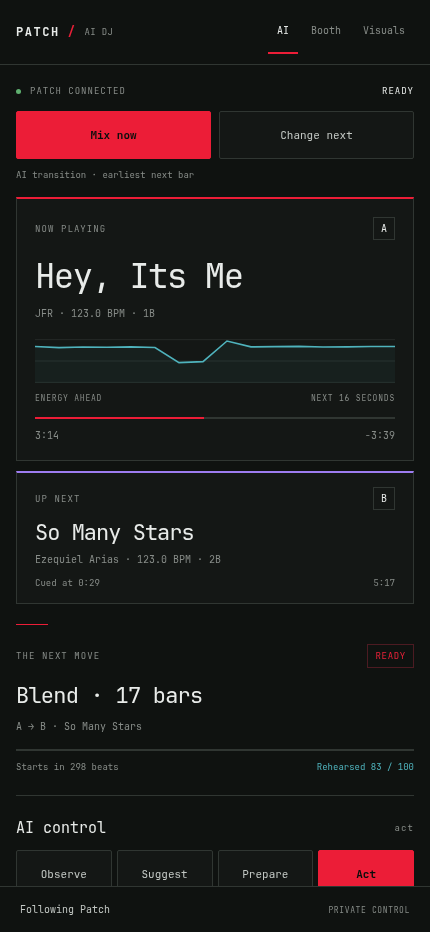 PATCH / AI DJ AI Booth Visuals
PATCH CONNECTED READY
Mix now Change next
AI transition · earliest next bar
NOW PLAYING A
Hey, Its Me
JFR · 123.0 BPM · 1B
ENERGY AHEAD NEXT 16 SECONDS
3:14 -3:39
UP NEXT B
So Many Stars
Ezequiel Arias · 123.0 BPM · 2B
Cued at 0:29 5:17
THE NEXT MOVE READY
Blend · 17 bars
A → B · So Many Stars
Starts in 298 beats Rehearsed 83 / 100
AI control act
Observe Suggest Prepare Act
Following Patch PRIVATE CONTROL